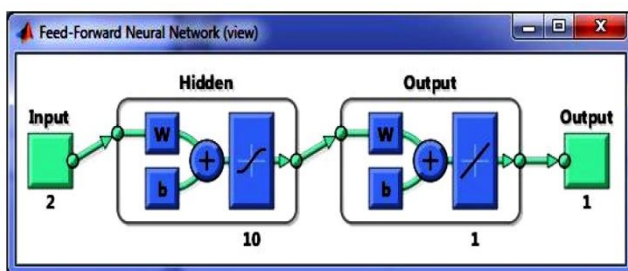 Feed-Forward Neural Network (view)
Hidden
Output
Input
Output
W
b
+
W
b
+
2
10
1
1